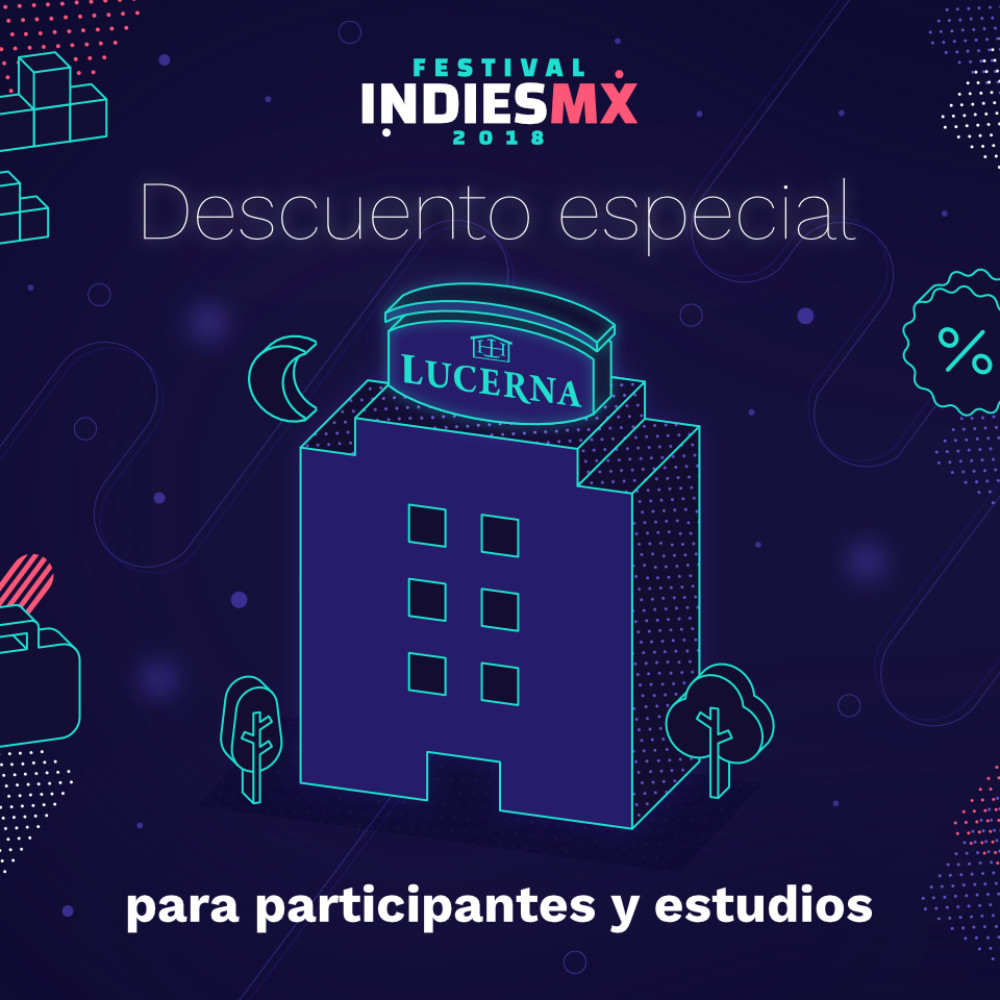 FESTIVAL
INDIESMX
2018
Descuento especial
LUCERNA
%
para participantes y estudios